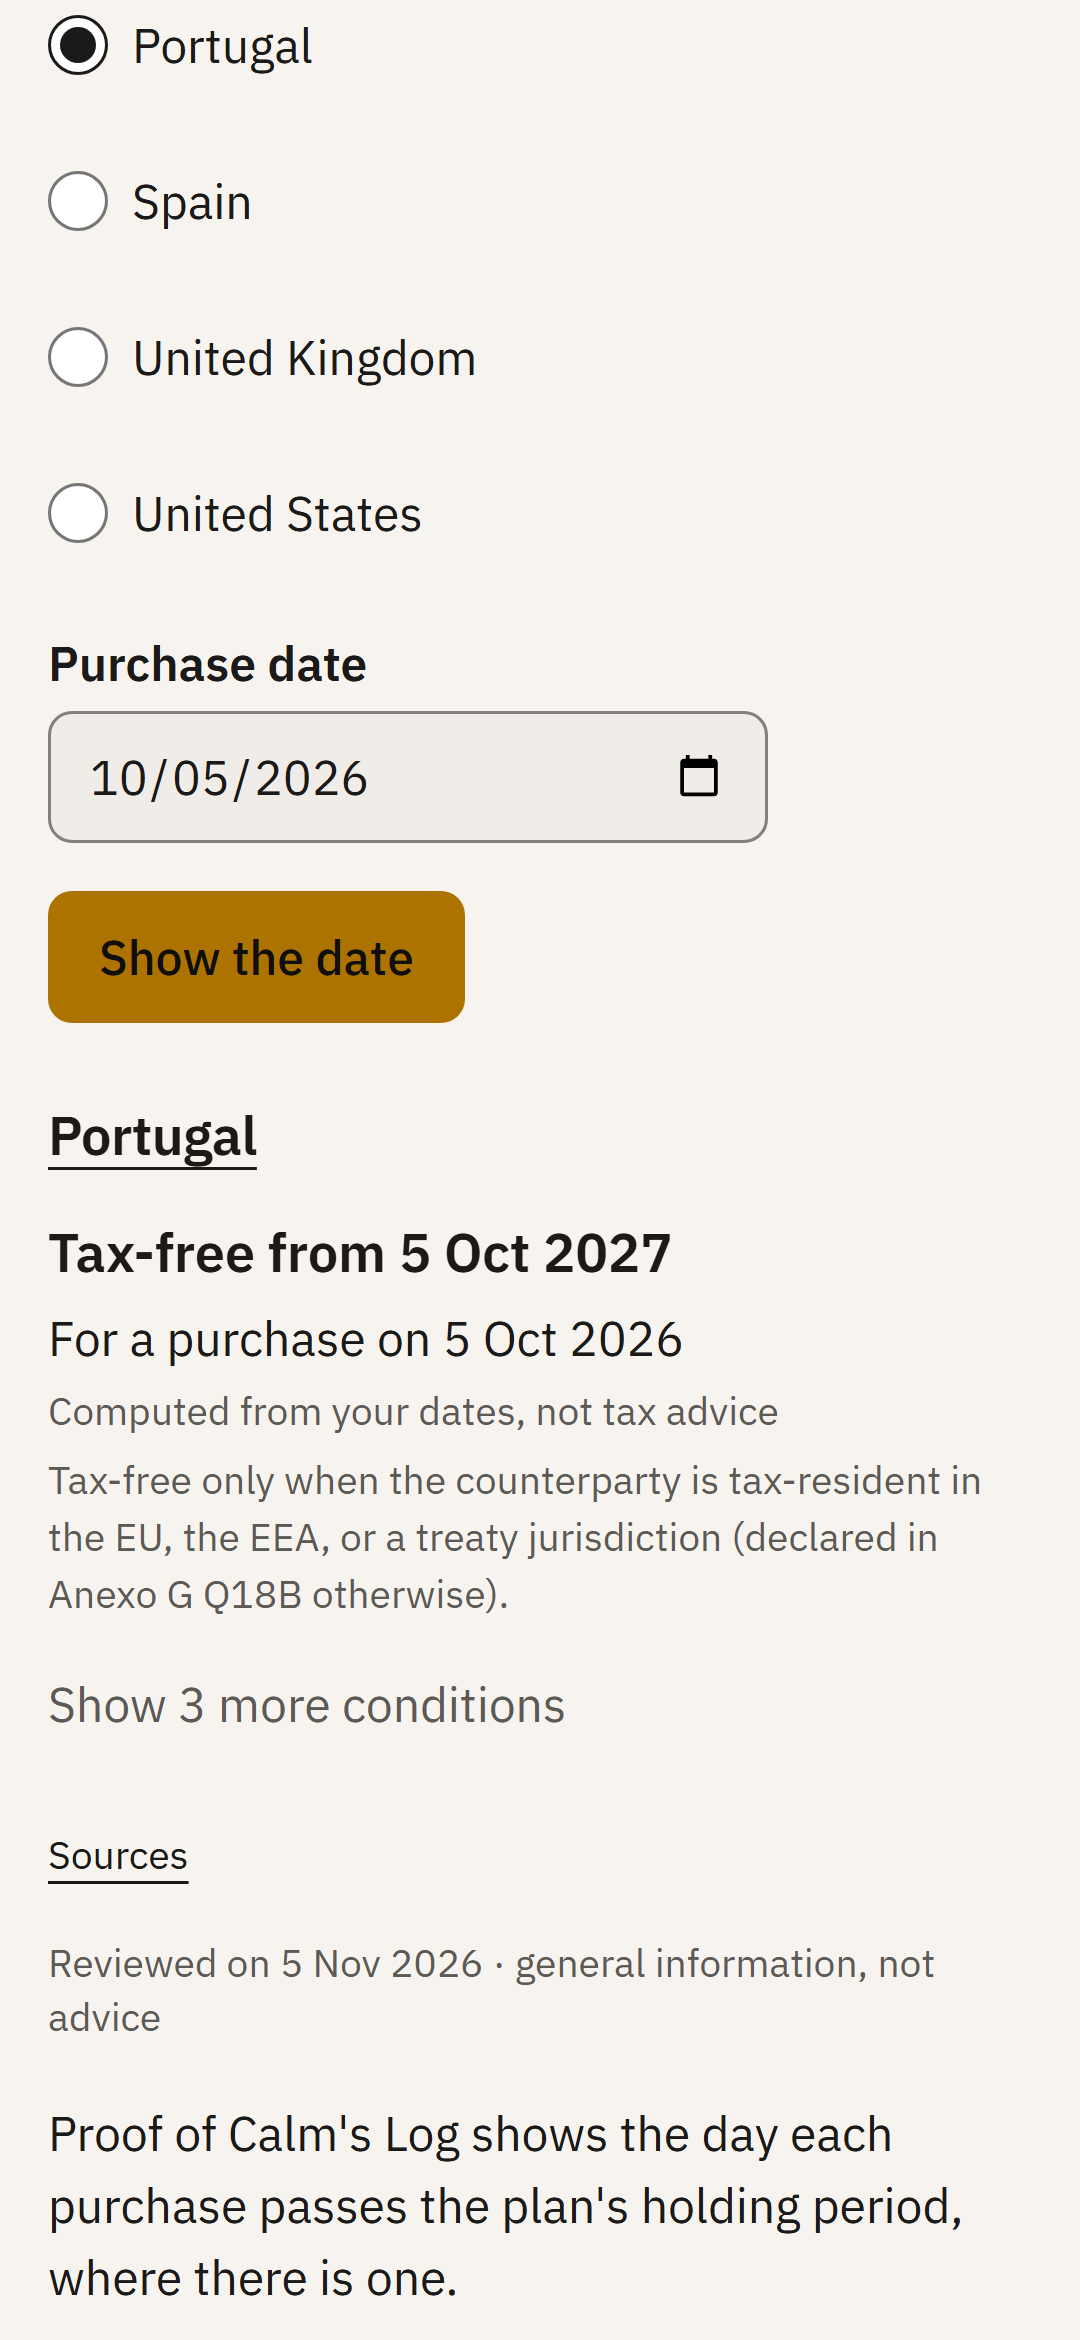 Portugal
Spain
United Kingdom
United States
Purchase date
10/05/2026
Show the date
Portugal
Tax-free from 5 Oct 2027
For a purchase on 5 Oct 2026
Computed from your dates, not tax advice
Tax-free only when the counterparty is tax-resident in
the EU, the EEA, or a treaty jurisdiction (declared in
Anexo G Q18B otherwise).
Show 3 more conditions
Sources
Reviewed on 5 Nov 2026 · general information, not
advice
Proof of Calm's Log shows the day each
purchase passes the plan's holding period,
where there is one.